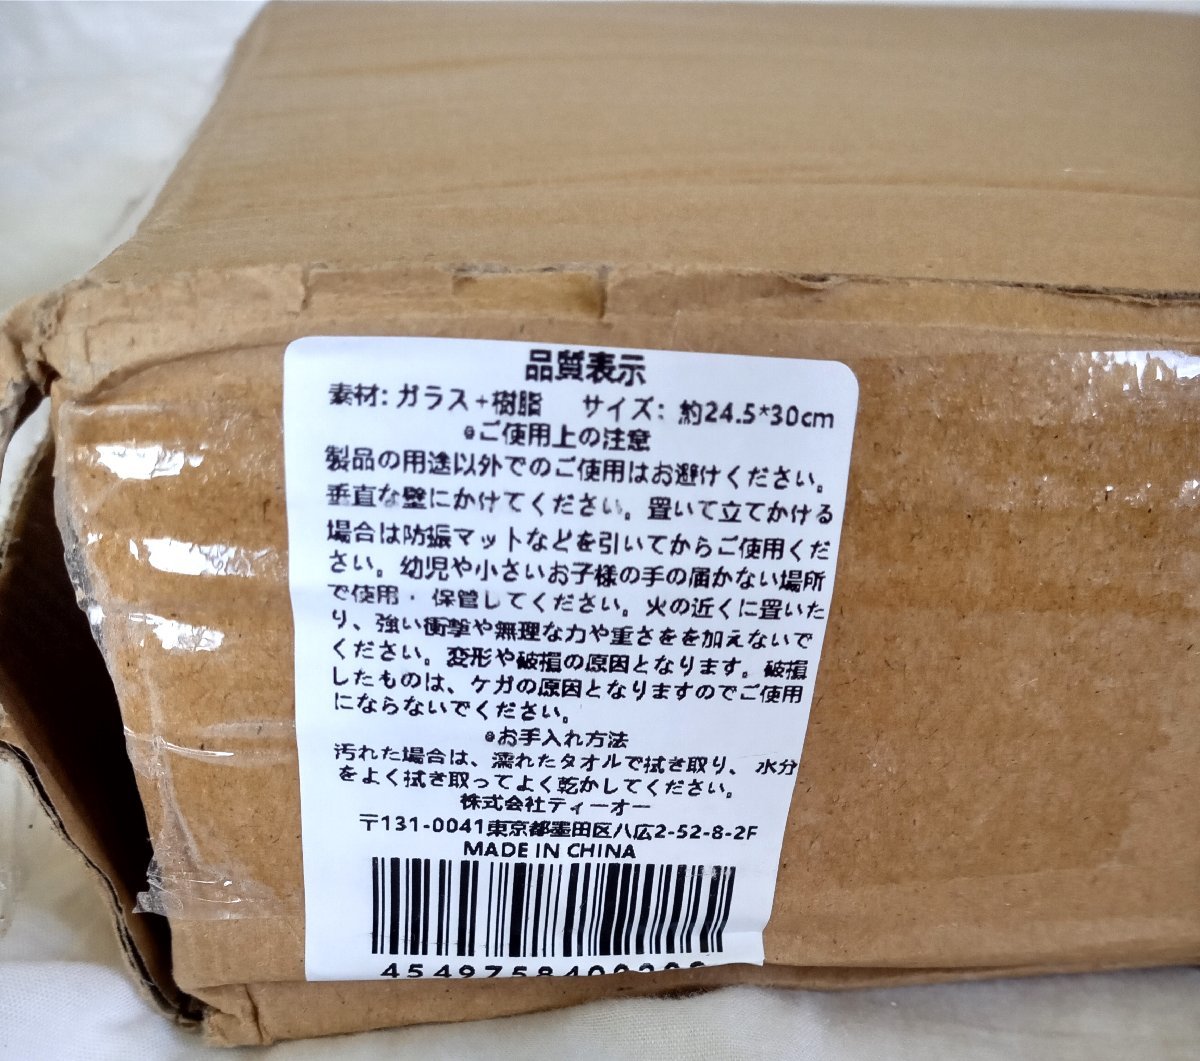 品質表示
素材: ガラス+樹脂 サイズ: 約24.5*30cm
●ご使用上の注意
製品の用途以外でのご使用はお避けください。
垂直な壁にかけてください。置いて立てかける
場合は防振マットなどを引いてからご使用くだ
さい。幼児や小さいお子様の手の届かない場所
で使用・保管してください。火の近くに置いた
り、強い衝撃や無理な力や重さをを加えないで
ください。変形や破損の原因となります。破損
したものは、ケガの原因となりますのでご使用
にならないでください。
●お手入れ方法
汚れた場合は、濡れたタオルで拭き取り、水分
をよく拭き取ってよく乾かしてください。
株式会社ティーオー
〒131-0041東京都墨田区八広2-52-8-2F
MADE IN CHINA